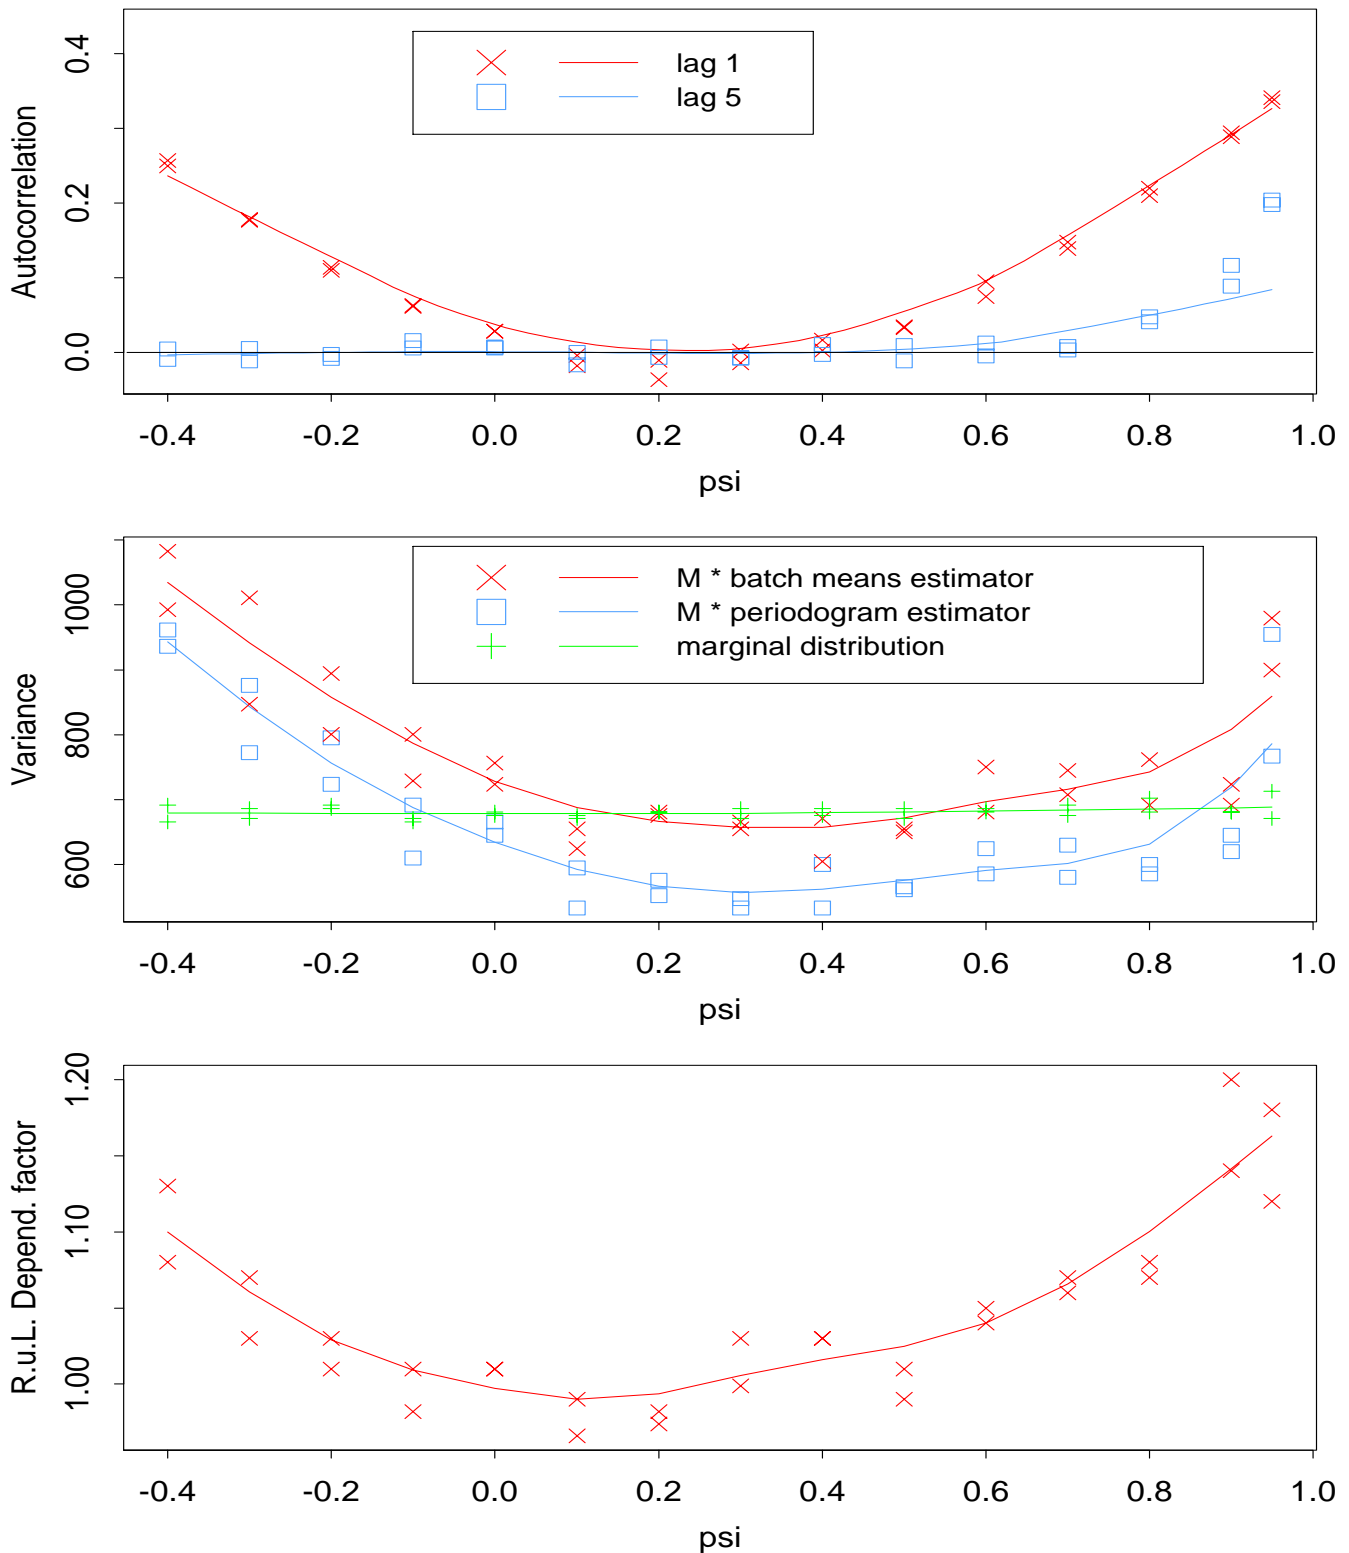 0.4
0.2
0.0
Autocorrelation
lag 1
lag 5
-0.4 -0.2 0.0 0.2 0.4 0.6 0.8 1.0
psi
1000
800
600
Variance
M * batch means estimator
M * periodogram estimator
marginal distribution
-0.4 -0.2 0.0 0.2 0.4 0.6 0.8 1.0
psi
1.20
1.10
1.00
R.u.L. Depend. factor
-0.4 -0.2 0.0 0.2 0.4 0.6 0.8 1.0
psi